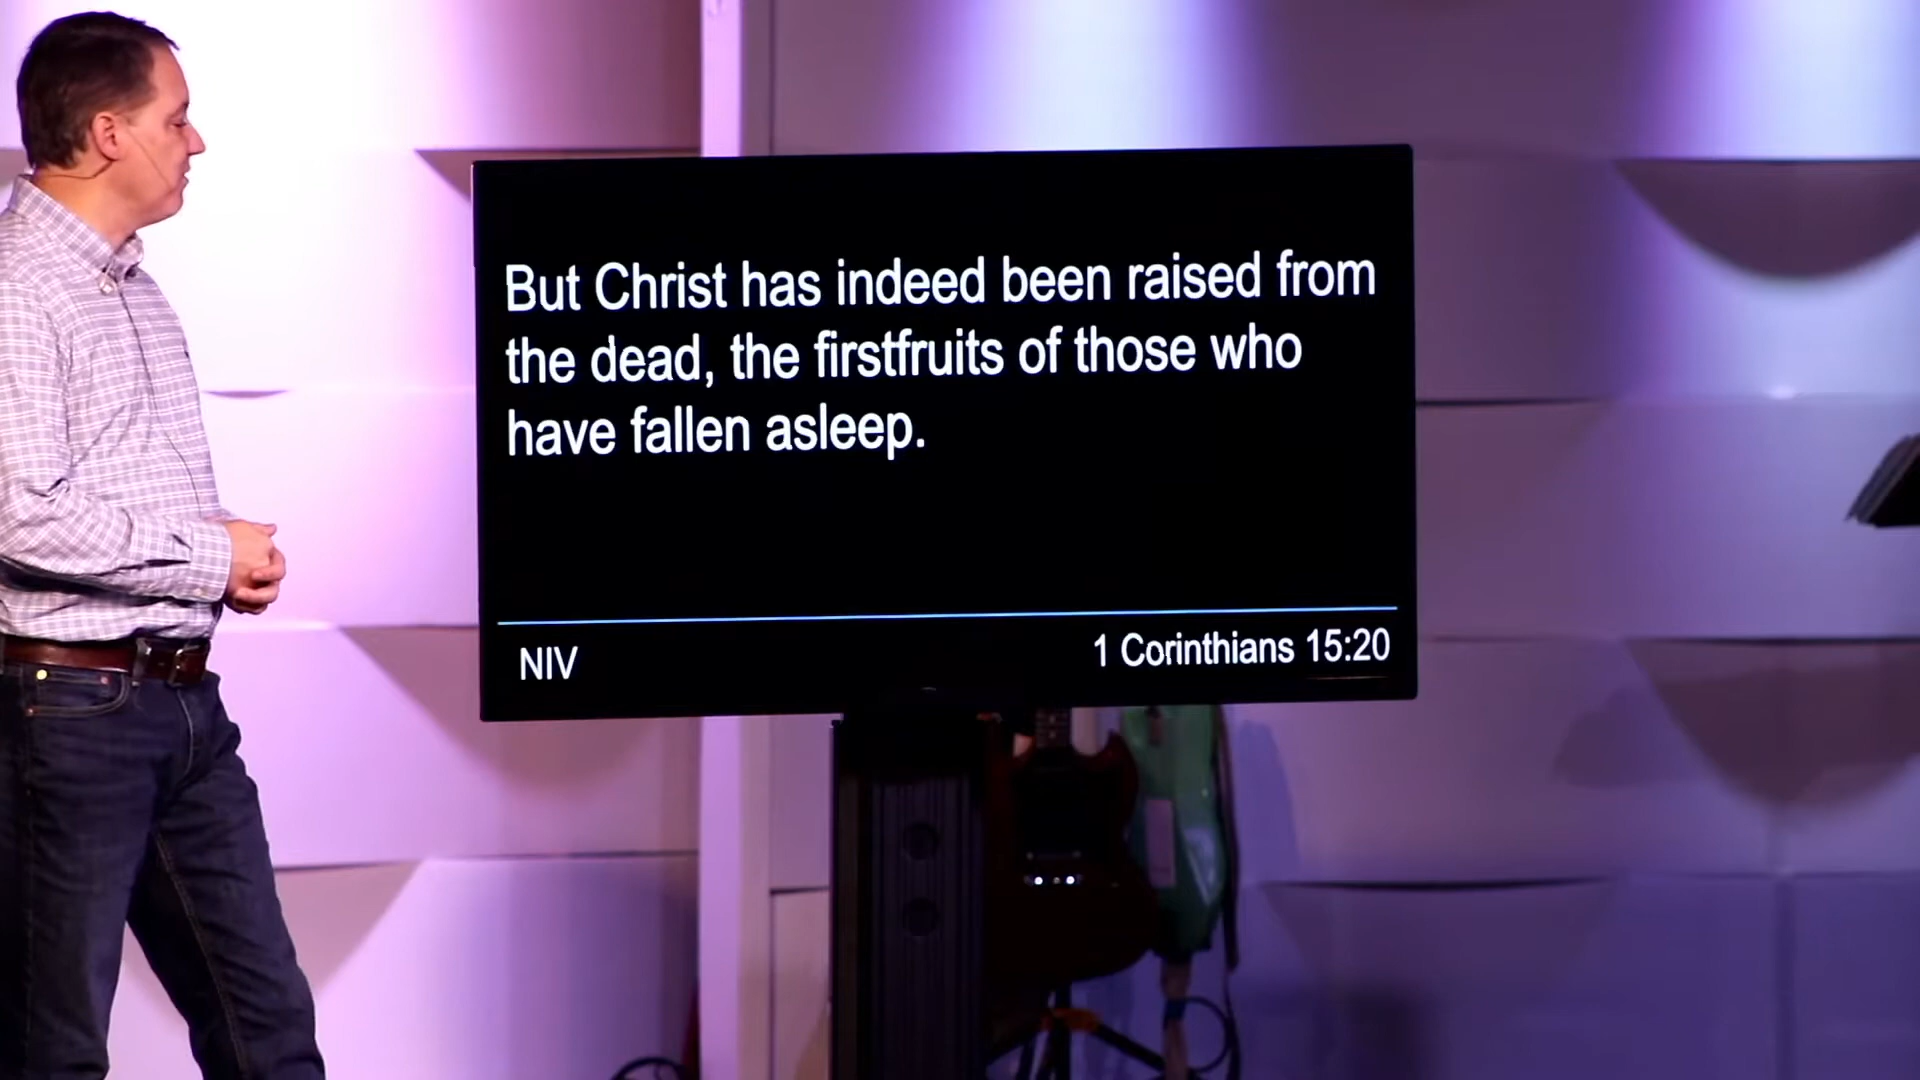 But Christ has indeed been raised from
the dead, the firstfruits of those who
have fallen asleep.
NIV
1 Corinthians 15:20